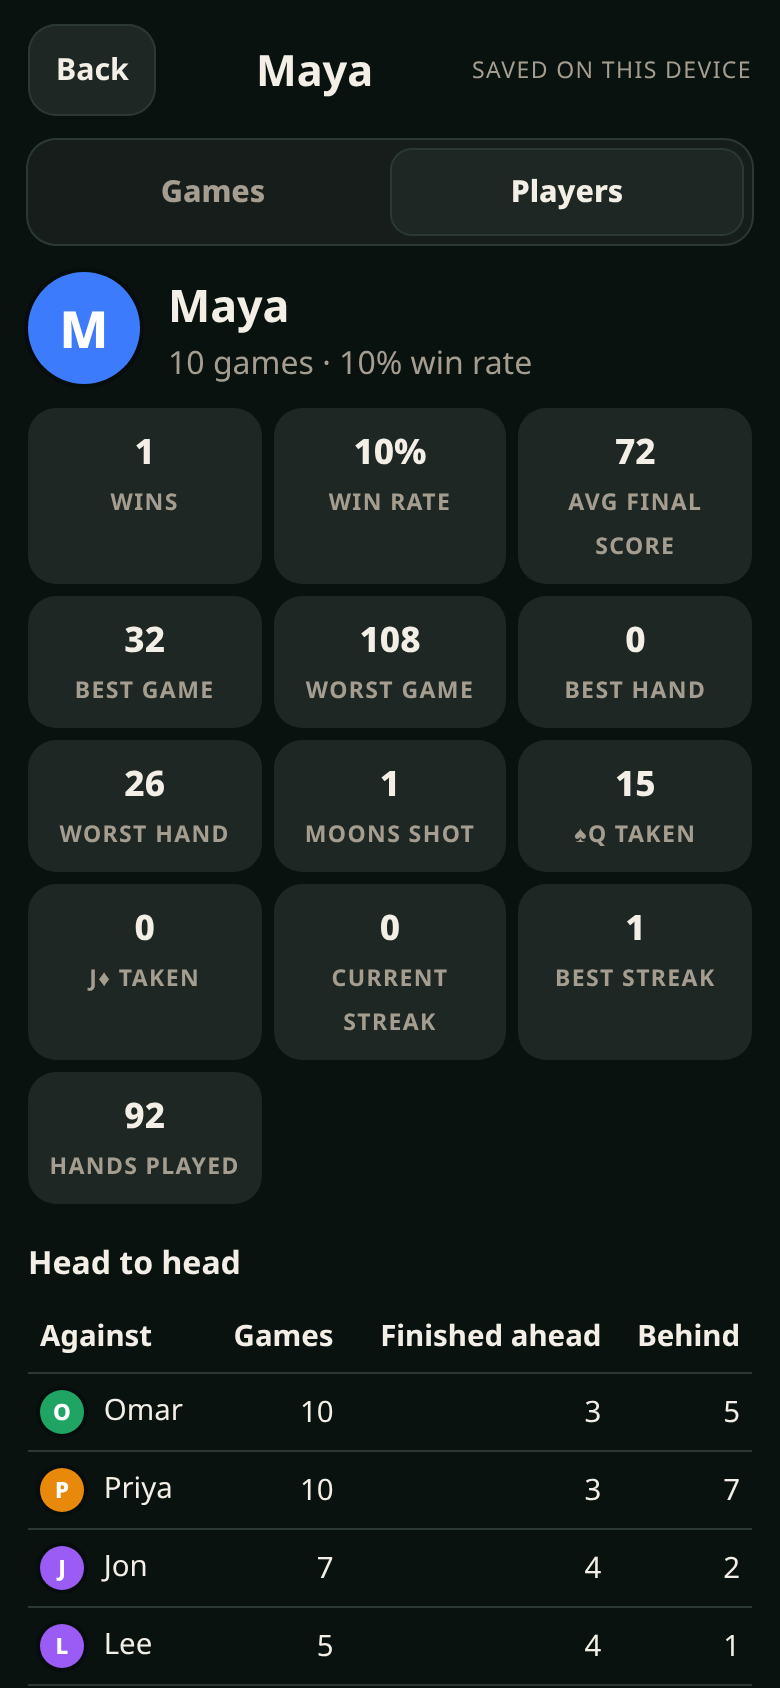 Back Maya SAVED ON THIS DEVICE
Games Players
M
Maya
10 games · 10% win rate
1
WINS
10%
WIN RATE
72
AVG FINAL
SCORE
32
BEST GAME
108
WORST GAME
0
BEST HAND
26
WORST HAND
1
MOONS SHOT
15
♠Q TAKEN
0
J♦ TAKEN
0
CURRENT
STREAK
1
BEST STREAK
92
HANDS PLAYED
Head to head
Against Games Finished ahead Behind
O Omar 10 3 5
P Priya 10 3 7
J Jon 7 4 2
L Lee 5 4 1